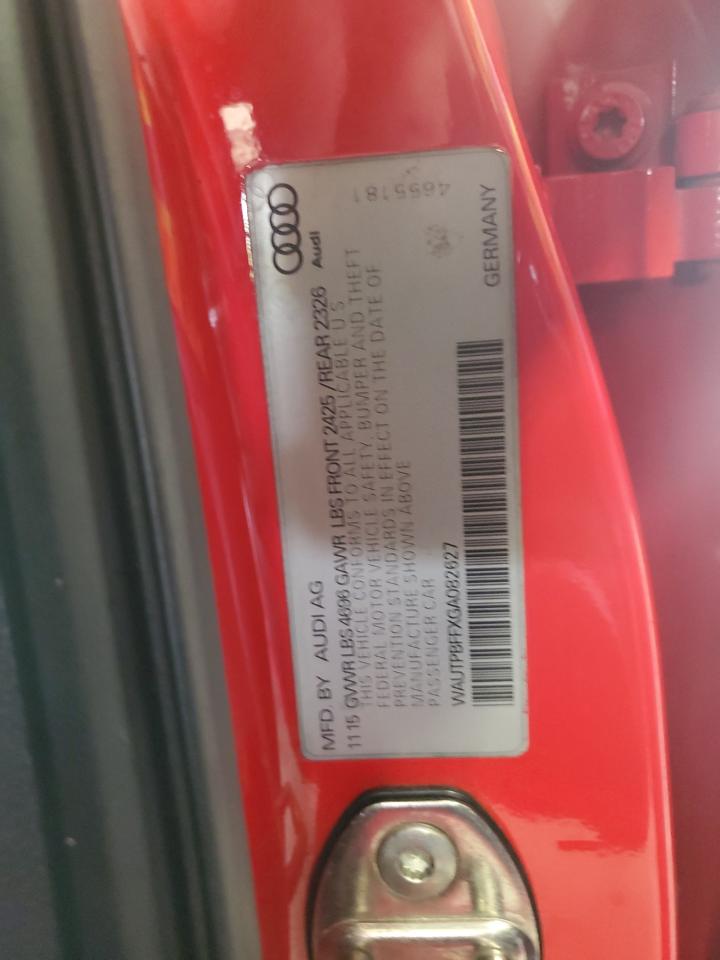 MFD. BY AUDI AG
Audi
1115 GVWR LBS 4696 GAWR LBS FRONT 2425 /REAR 2326
THIS VEHICLE CONFORMS TO ALL APPLICABLE U S
FEDERAL MOTOR VEHICLE SAFETY, BUMPER AND THEFT
PREVENTION STANDARDS IN EFFECT ON THE DATE OF
MANUFACTURE SHOWN ABOVE
PASSENGER CAR
WAUTPBFFXGA082627
GERMANY
4655181